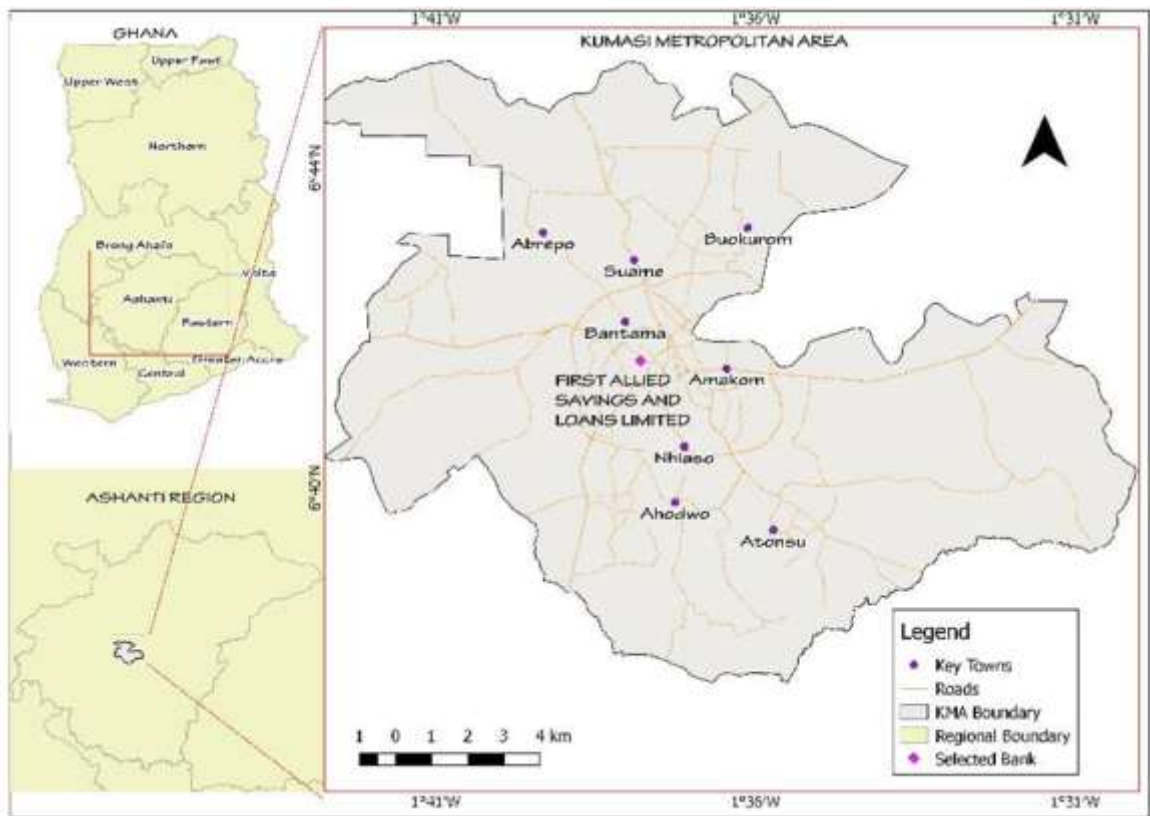 GHANA
Upper East
Upper West
Northern
Brong Ahafo
Volta
Ashanti
Eastern
Western
Greater Accra
Central
ASHANTI REGION
1°41'W
1°36'W
1°31'W
KUMASI METROPOLITAN AREA
6°44'N
6°40'N
Abrepo
Buokurom
Suame
Bantama
FIRST ALLIED
SAVINGS AND
LOANS LIMITED
Amakom
Nhiaso
Ahodwo
Atonsu
Legend
Key Towns
Roads
KMA Boundary
Regional Boundary
Selected Bank
1 0 1 2 3 4 km
1°41'W
1°36'W
1°31'W